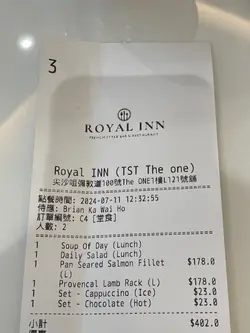 3
ROYAL INN
Royal INN (TST The one)
尖沙咀彌敦道100號The ONE1樓L121號舖
點餐時間: 2024-07-11 12:32:55
侍應: Brian Ka Wai Ho
訂單編號: C4 [堂食]
人數: 2
1 Soup Of Day (Lunch)
1 Daily Salad (Lunch)
1 Pan Seared Salmon Fillet $178.0
(L)
1 Provencal Lamb Rack (L) $178.0
1 Set - Cappuccino (Ice) $23.0
1 Set - Chocolate (Hot) $23.0
小計 $402.0